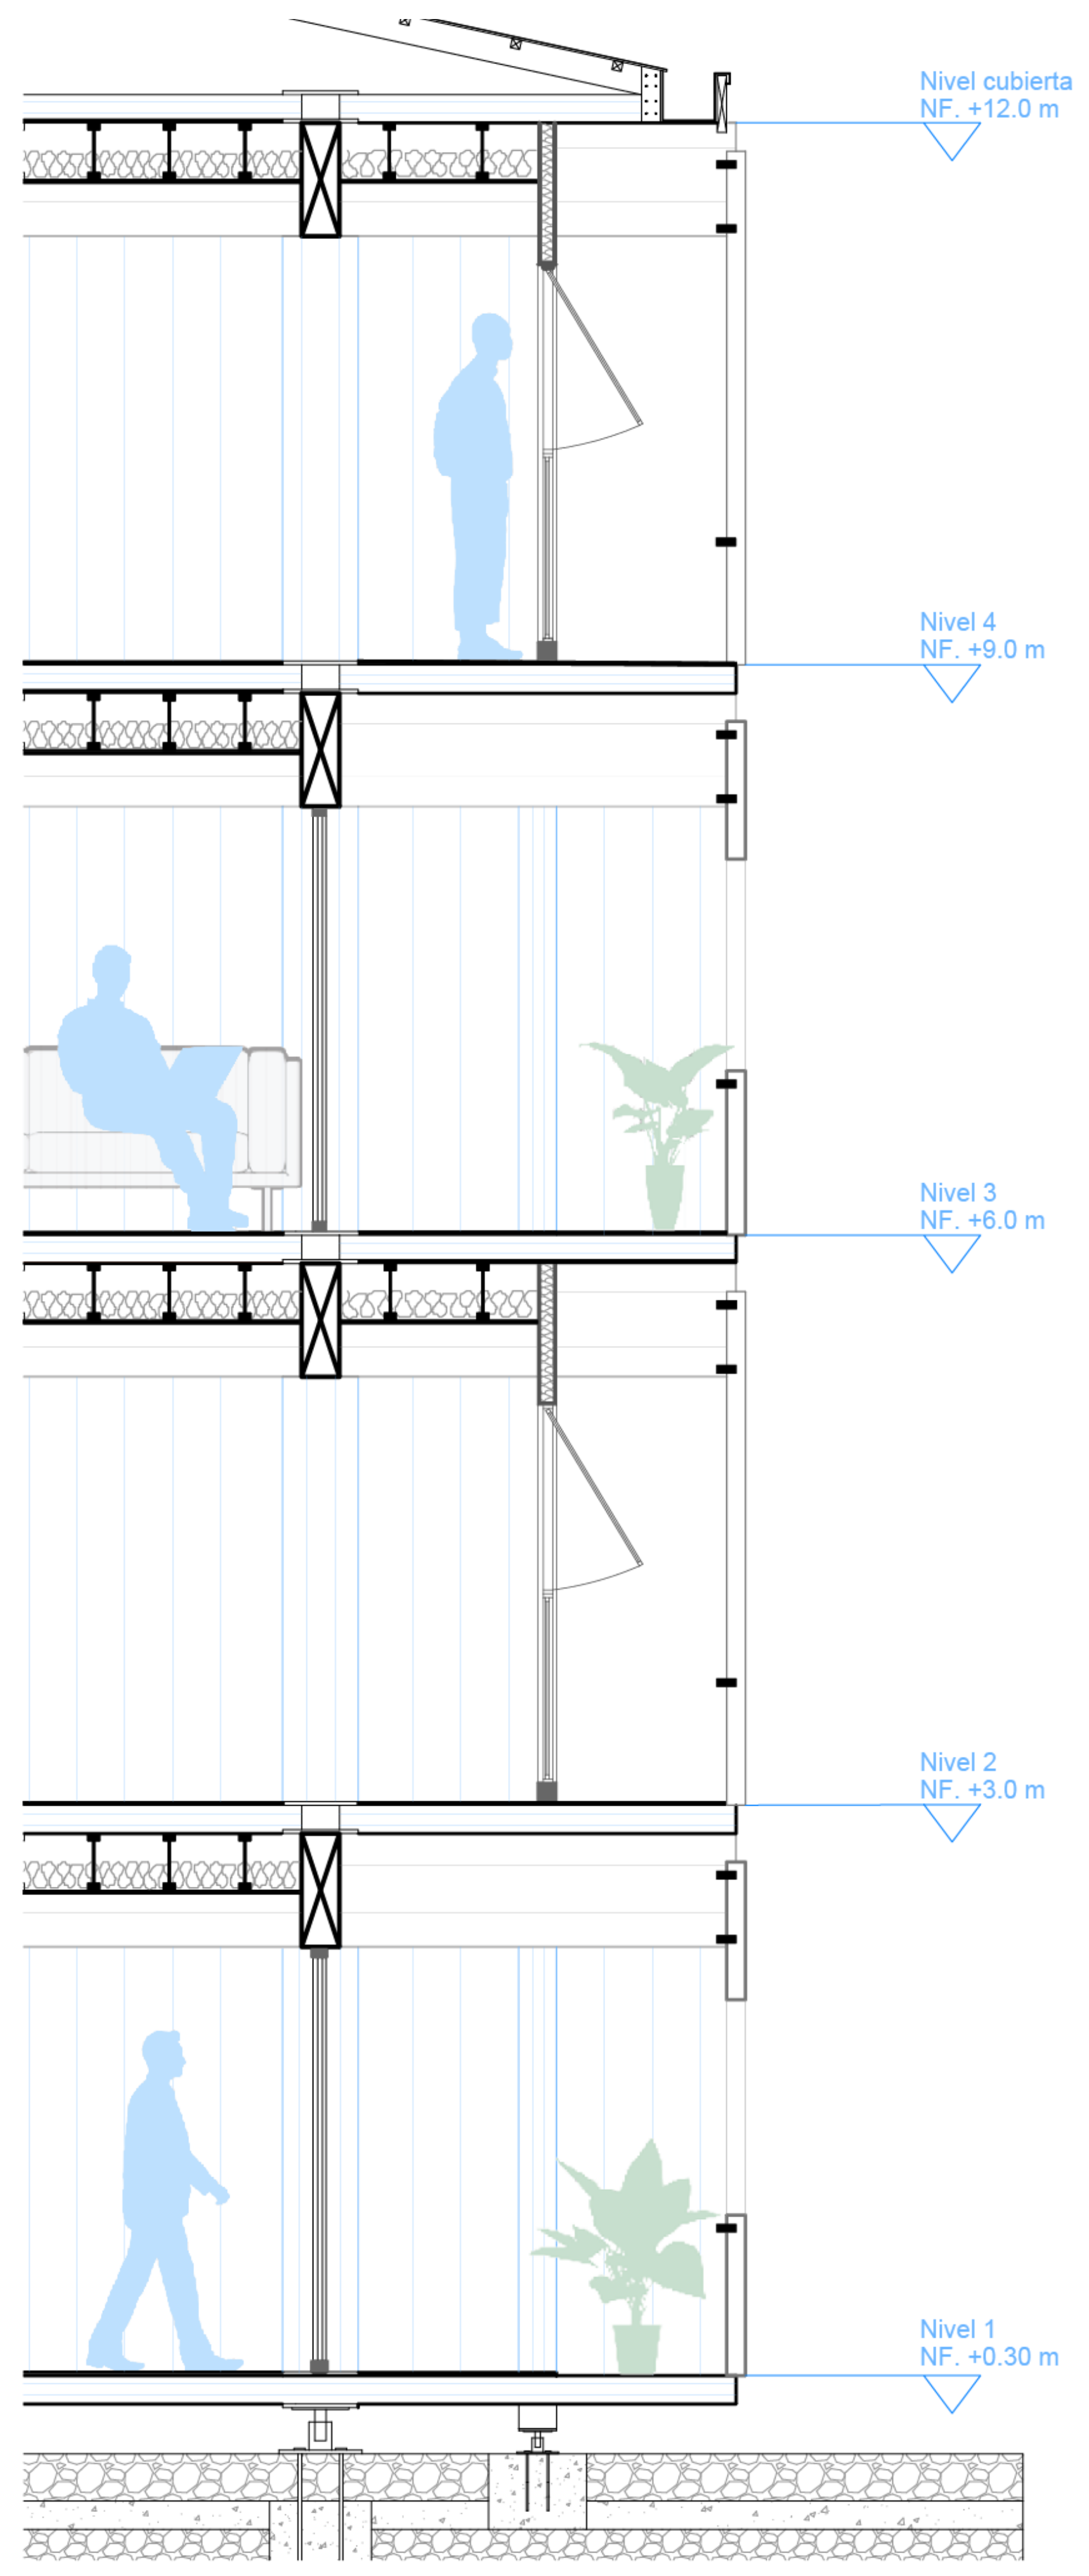 Nivel cubierta
NF. +12.0 m
Nivel 4
NF. +9.0 m
Nivel 3
NF. +6.0 m
Nivel 2
NF. +3.0 m
Nivel 1
NF. +0.30 m